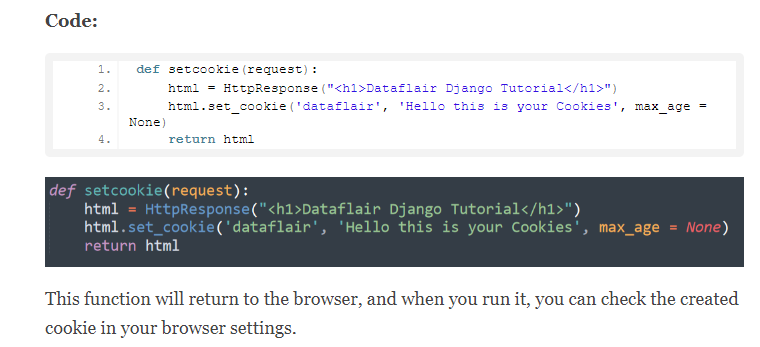 Code:
1. def setcookie(request):
2. html = HttpResponse("<h1>Dataflair Django Tutorial</h1>")
3. html.set_cookie('dataflair', 'Hello this is your Cookies', max_age =
None)
4. return html
def setcookie(request):
html = HttpResponse("<h1>Dataflair Django Tutorial</h1>")
html.set_cookie('dataflair', 'Hello this is your Cookies', max_age = None)
return html
This function will return to the browser, and when you run it, you can check the created
cookie in your browser settings.